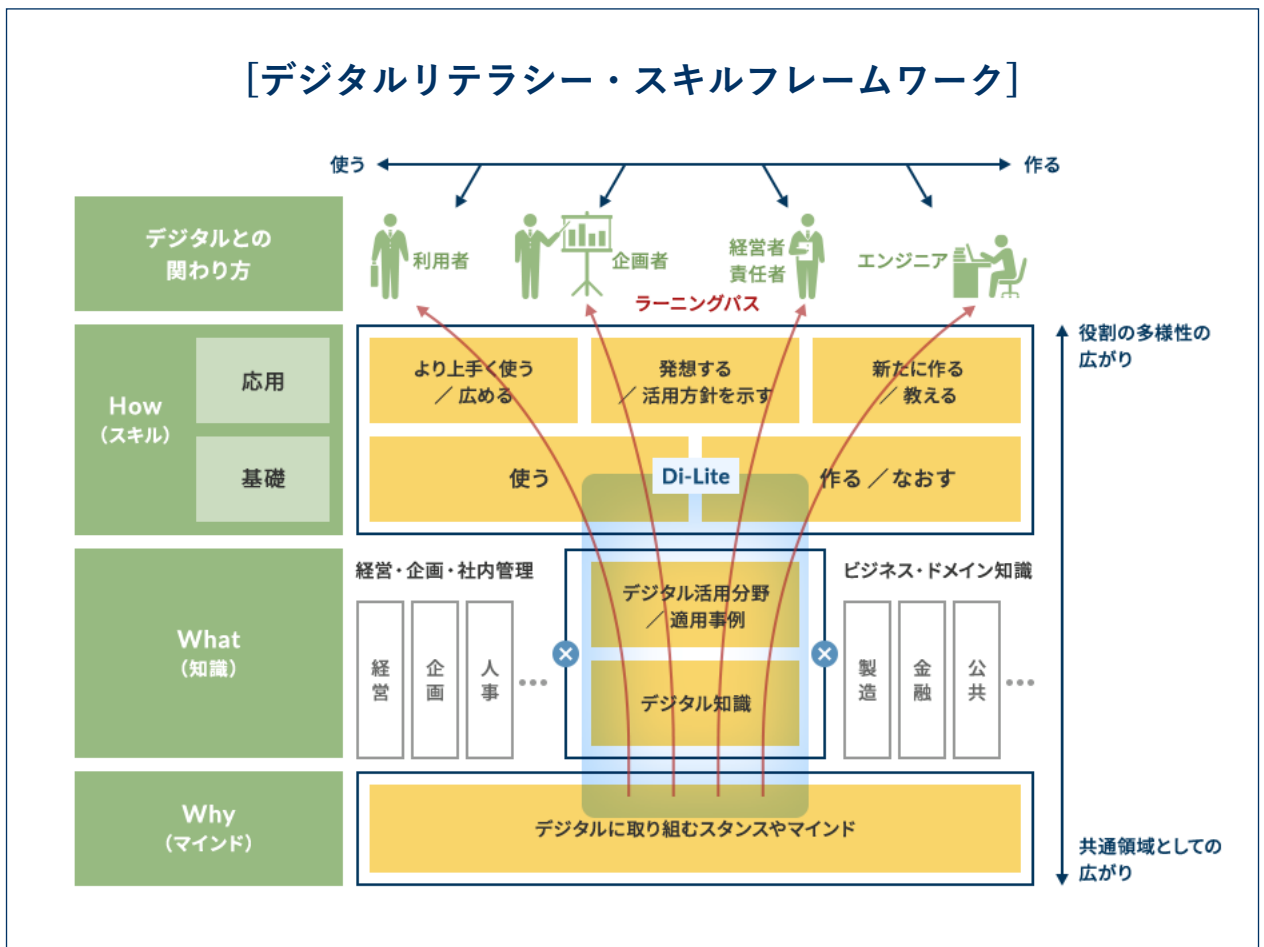 [デジタルリテラシー・スキルフレームワーク]
使う
作る
デジタルとの
関わり方
利用者
企画者
経営者
責任者
エンジニア
ラーニングパス
役割の多様性の
広がり
How
（スキル）
応用
より上手く使う
／広める
発想する
／活用方針を示す
新たに作る
／教える
基礎
使う
Di-Lite
作る／なおす
What
（知識）
経営・企画・社内管理
経営
企画
人事
•••
デジタル活用分野
／適用事例
デジタル知識
ビジネス・ドメイン知識
製造
金融
公共
•••
Why
（マインド）
デジタルに取り組むスタンスやマインド
共通領域としての
広がり